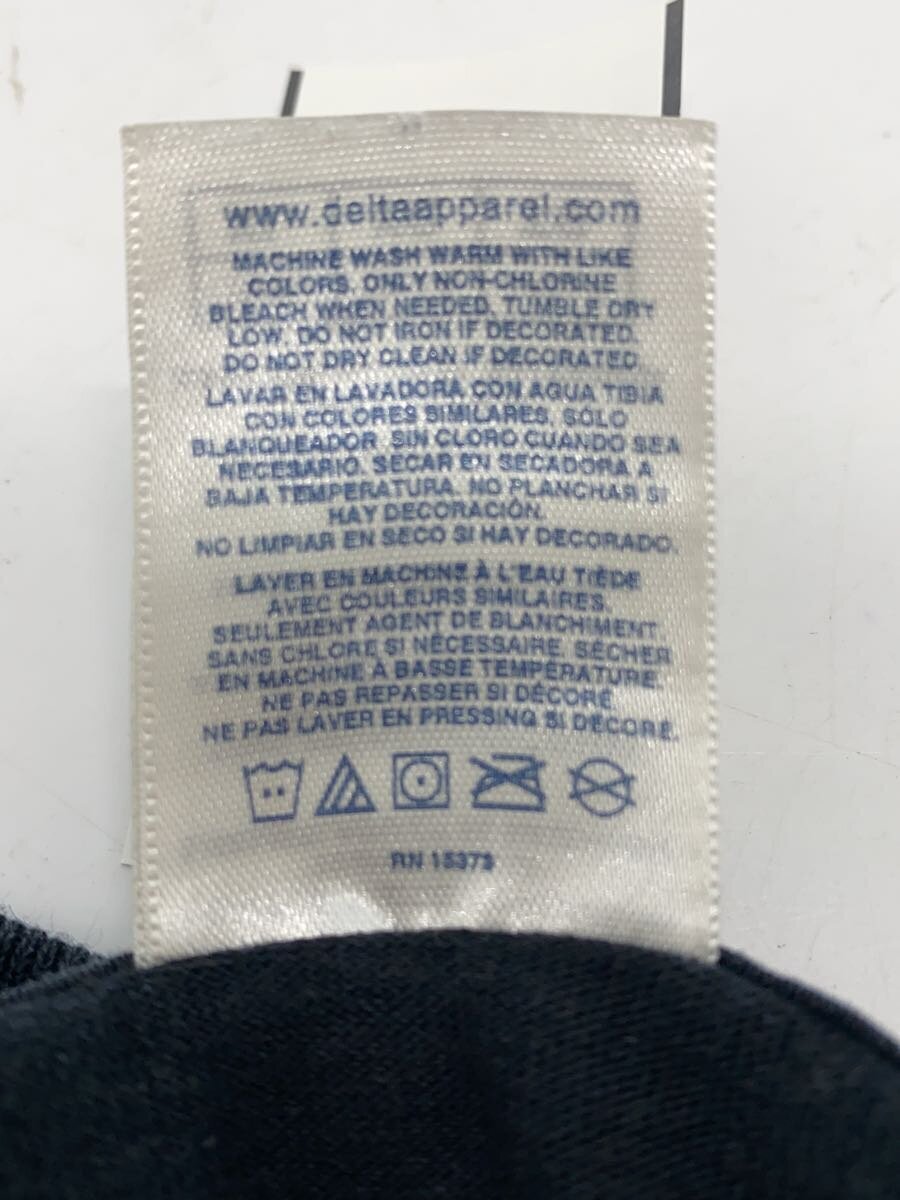 www.deltaapparel.com
MACHINE WASH WARM WITH LIKE
COLORS. ONLY NON-CHLORINE
BLEACH WHEN NEEDED. TUMBLE DRY
LOW. DO NOT IRON IF DECORATED.
DO NOT DRY CLEAN IF DECORATED.
LAVAR EN LAVADORA CON AGUA TIBIA
CON COLORES SIMILARES. SÓLO
BLANQUEADOR. SIN CLORO CUANDO SEA
NECESARIO. SECAR EN SECADORA A
BAJA TEMPERATURA. NO PLANCHAR SI
HAY DECORACIÓN.
NO LIMPIAR EN SECO SI HAY DECORADO.
LAVER EN MACHINE À L'EAU TIÈDE
AVEC COULEURS SIMILAIRES.
SEULEMENT AGENT DE BLANCHIMENT.
SANS CHLORE SI NÉCESSAIRE. SÉCHER
EN MACHINE À BASSE TEMPÉRATURE.
NE PAS REPASSER SI DÉCORÉ.
NE PAS LAVER EN PRESSING SI DÉCORÉ.
RN 15373